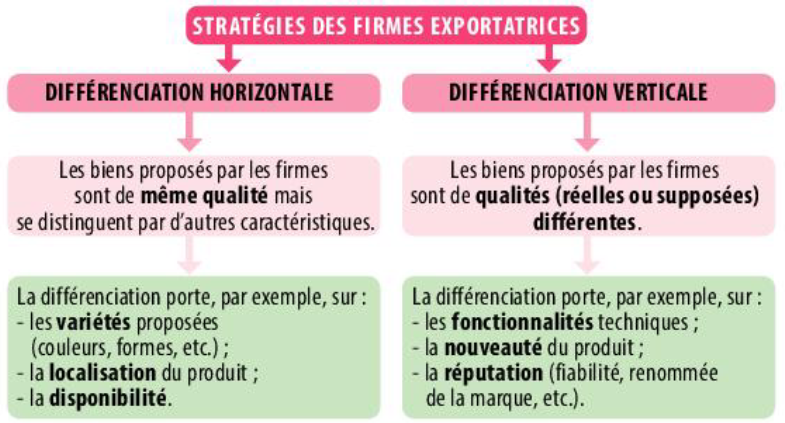 STRATÉGIES DES FIRMES EXPORTATRICES
DIFFÉRENCIATION HORIZONTALE
Les biens proposés par les firmes
sont de même qualité mais
se distinguent par d'autres caractéristiques.
La différenciation porte, par exemple, sur :
- les variétés proposées
(couleurs, formes, etc.) ;
- la localisation du produit ;
- la disponibilité.
DIFFÉRENCIATION VERTICALE
Les biens proposés par les firmes
sont de qualités (réelles ou supposées)
différentes.
La différenciation porte, par exemple, sur :
- les fonctionnalités techniques ;
- la nouveauté du produit ;
- la réputation (fiabilité, renommée
de la marque, etc.).